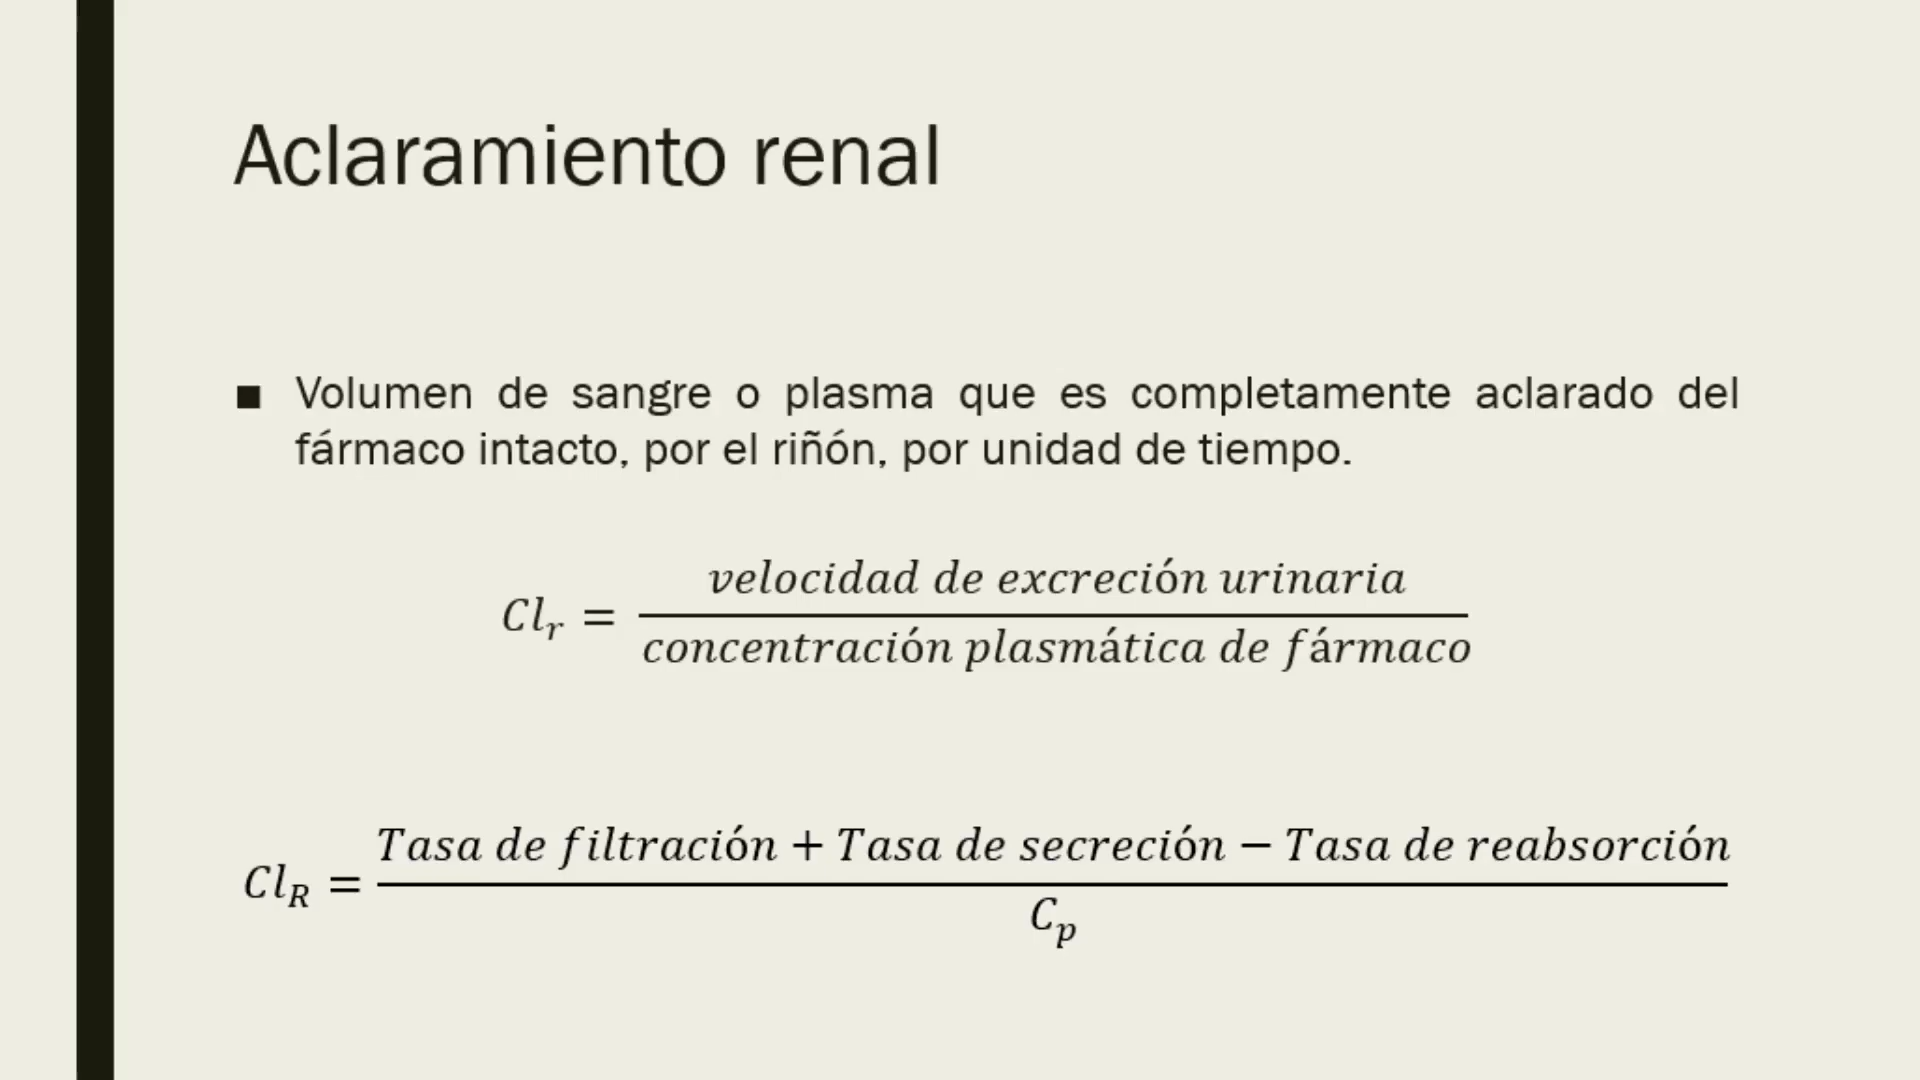 Aclaramiento renal
■ Volumen de sangre o plasma que es completamente aclarado del
fármaco intacto, por el riñón, por unidad de tiempo.
Cl_r = velocidad de excreción urinaria / concentración plasmática de fármaco
Cl_R = Tasa de filtración + Tasa de secreción − Tasa de reabsorción / C_p